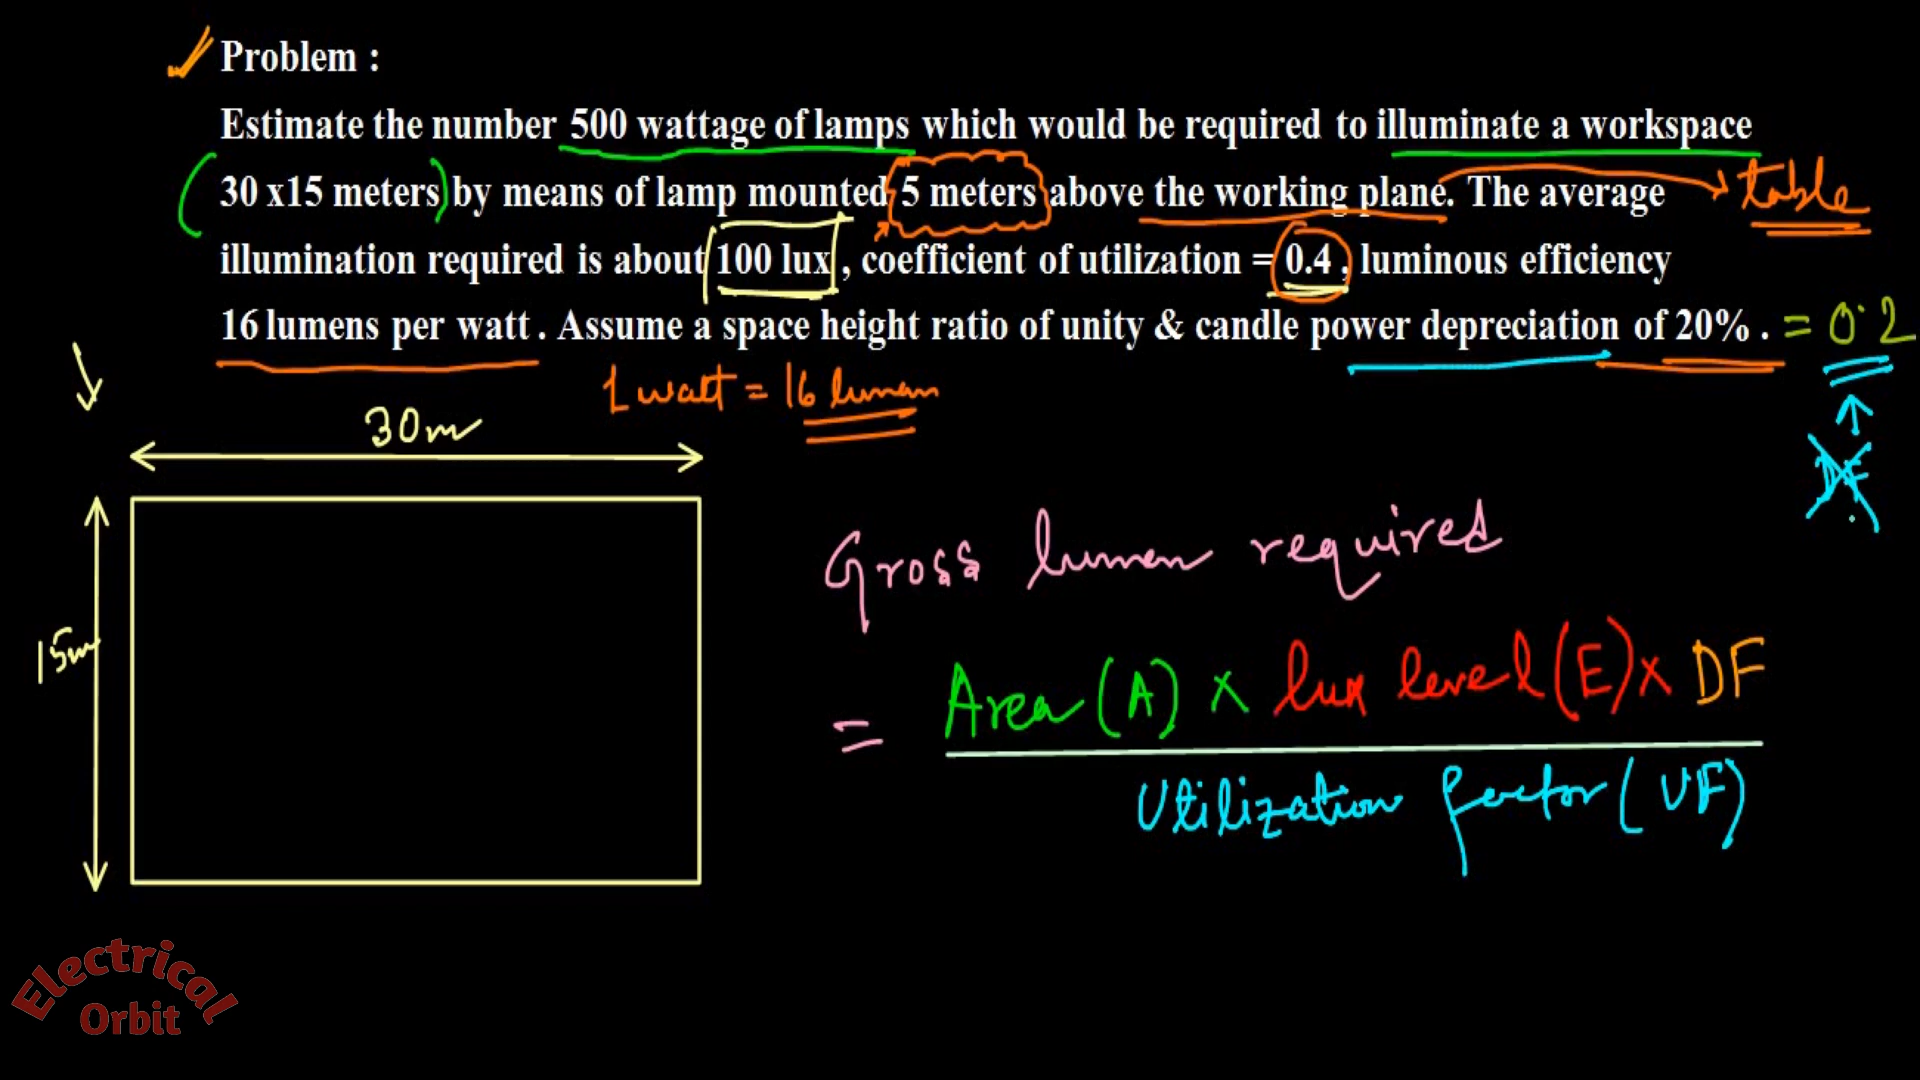 Problem :
Estimate the number 500 wattage of lamps which would be required to illuminate a workspace
30 x15 meters by means of lamp mounted 5 meters above the working plane. The average
table
illumination required is about 100 lux , coefficient of utilization = 0.4 , luminous efficiency
16 lumens per watt . Assume a space height ratio of unity & candle power depreciation of 20% . = 0.2
1 watt = 16 lumen
30m
DF
15m
Gross lumen required
= Area (A) x lux level (E) x DF
Utilization factor (UF)
Electrical
Orbit